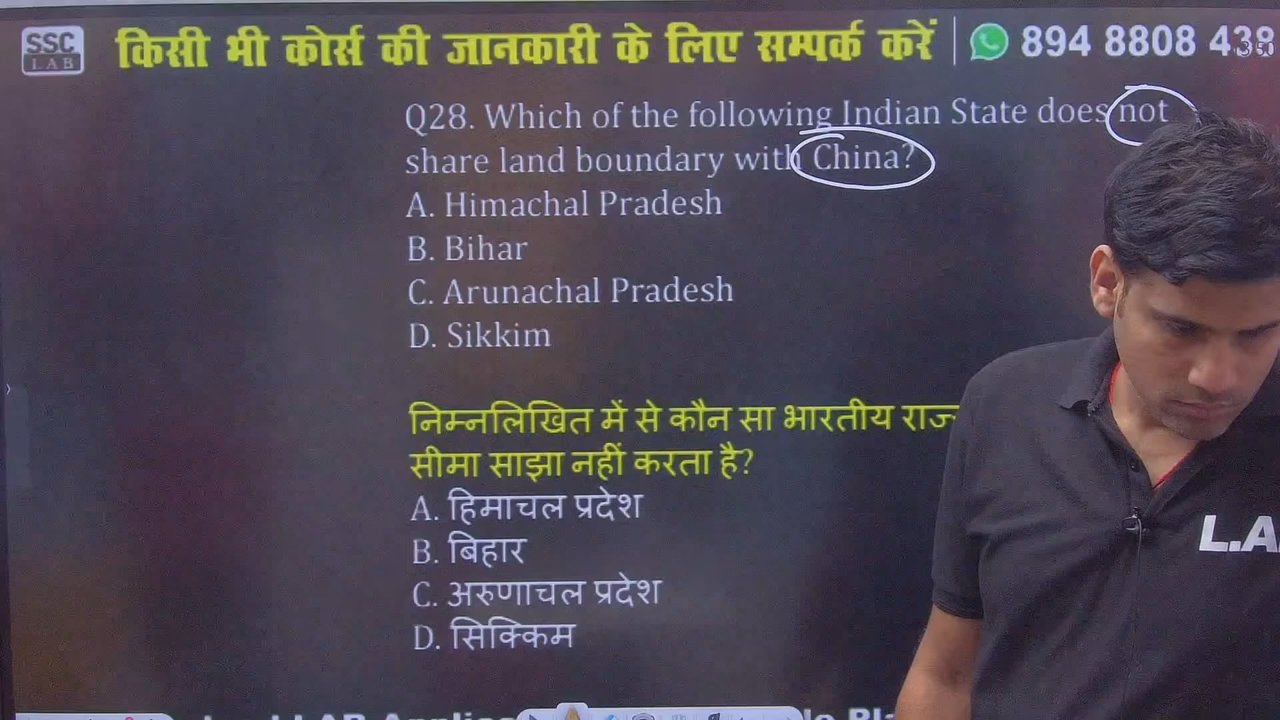 SSC
LAB
किसी भी कोर्स की जानकारी के लिए सम्पर्क करें
894 8808 438
Q28. Which of the following Indian State does not
share land boundary with China?
A. Himachal Pradesh
B. Bihar
C. Arunachal Pradesh
D. Sikkim
निम्नलिखित में से कौन सा भारतीय
सीमा साझा नहीं करता है?
A. हिमाचल प्रदेश
B. बिहार
C. अरुणाचल प्रदेश
D. सिक्किम
L.A